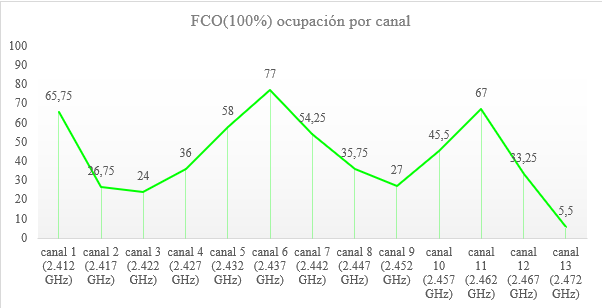 FCO(100%) ocupación por canal
100
90
80
70
60
50
40
30
20
10
0
65,75
26,75
24
36
58
77
54,25
35,75
27
45,5
67
33,25
5,5
canal 1
(2.412
GHz)
canal 2
(2.417
GHz)
canal 3
(2.422
GHz)
canal 4
(2.427
GHz)
canal 5
(2.432
GHz)
canal 6
(2.437
GHz)
canal 7
(2.442
GHz)
canal 8
(2.447
GHz)
canal 9
(2.452
GHz)
canal
10
(2.457
GHz)
canal
11
(2.462
GHz)
canal
12
(2.467
GHz)
canal
13
(2.472
GHz)